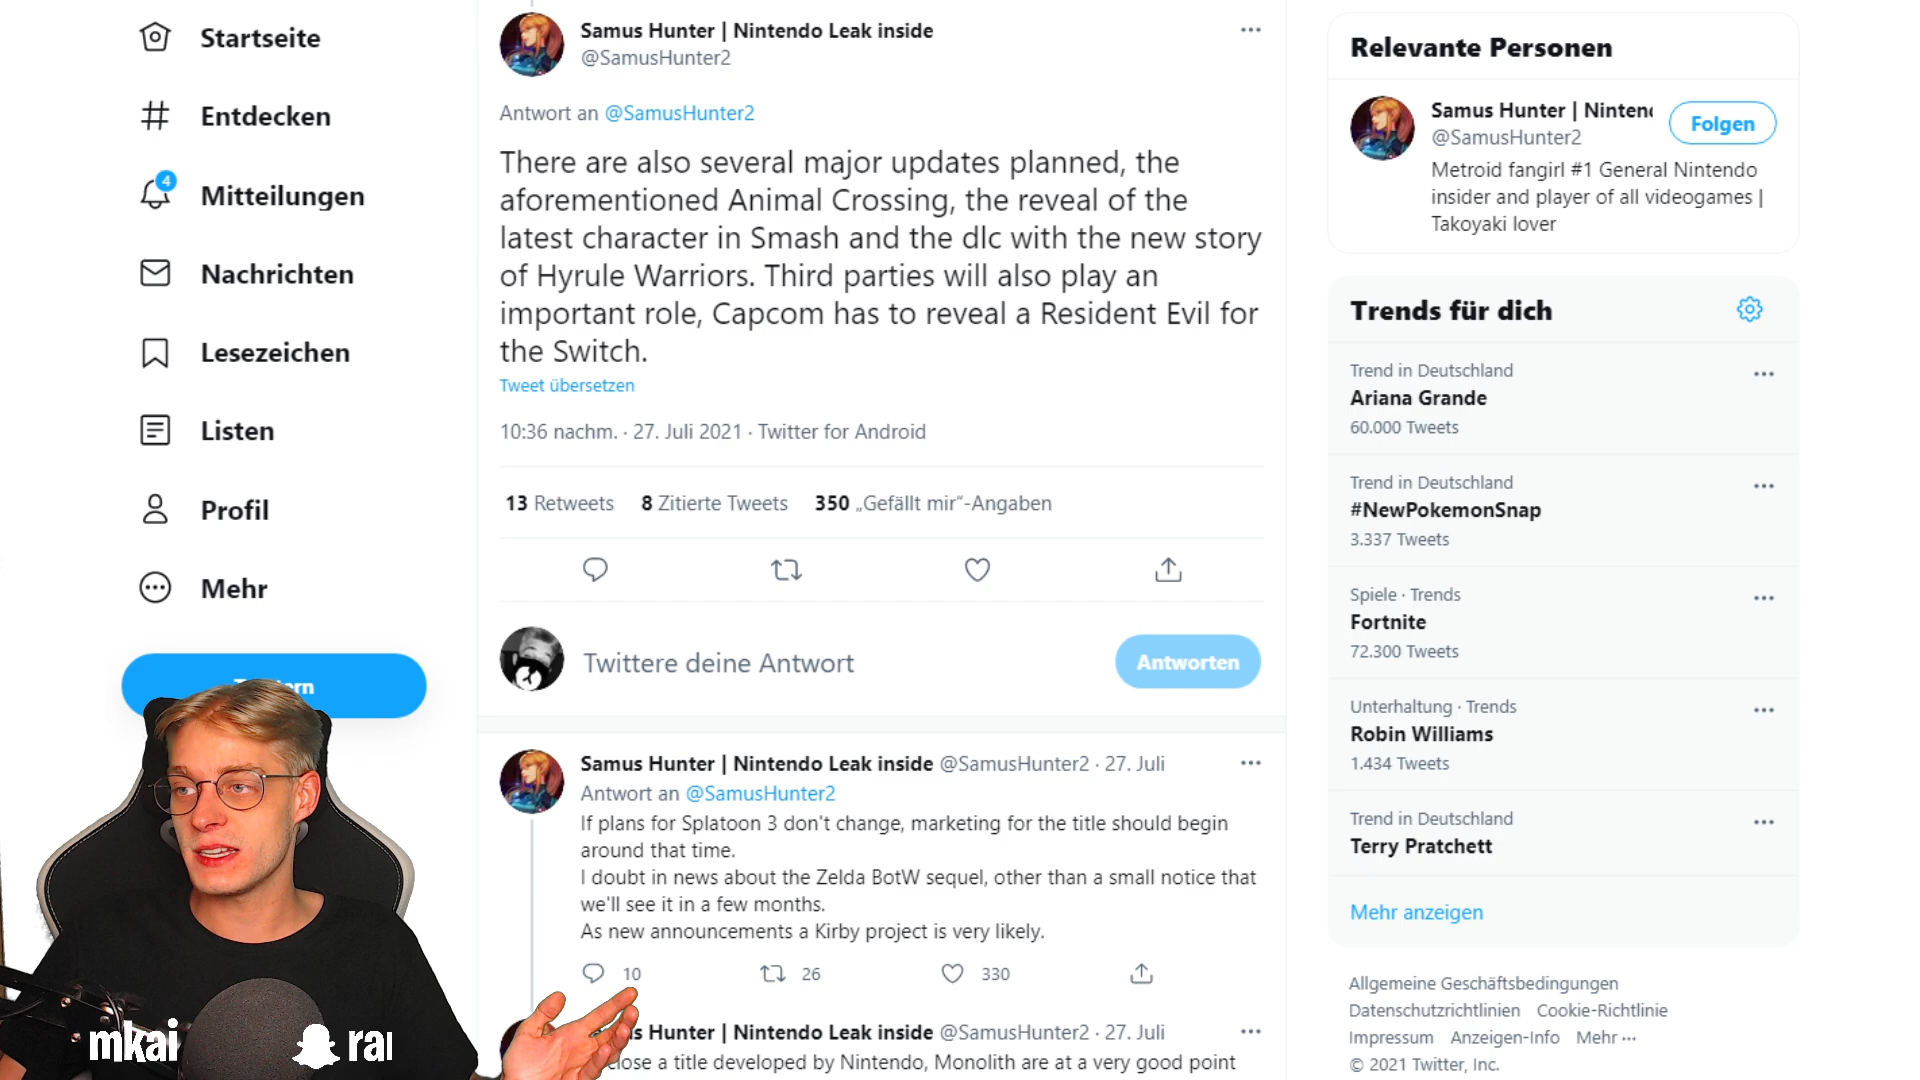 Startseite
Entdecken
4
Mitteilungen
Nachrichten
Lesezeichen
Listen
Profil
Mehr
Samus Hunter | Nintendo Leak inside
@SamusHunter2
Antwort an @SamusHunter2
There are also several major updates planned, the
aforementioned Animal Crossing, the reveal of the
latest character in Smash and the dlc with the new story
of Hyrule Warriors. Third parties will also play an
important role, Capcom has to reveal a Resident Evil for
the Switch.
Tweet übersetzen
10:36 nachm. · 27. Juli 2021 · Twitter for Android
13 Retweets 8 Zitierte Tweets 350 „Gefällt mir“-Angaben
Twittere deine Antwort
Antworten
Samus Hunter | Nintendo Leak inside @SamusHunter2 · 27. Juli
Antwort an @SamusHunter2
If plans for Splatoon 3 don't change, marketing for the title should begin
around that time.
I doubt in news about the Zelda BotW sequel, other than a small notice that
we'll see it in a few months.
As new announcements a Kirby project is very likely.
10 26 330
Hunter | Nintendo Leak inside @SamusHunter2 · 27. Juli
a title developed by Nintendo, Monolith are at a very good point
Relevante Personen
Samus Hunter | Ninten
@SamusHunter2
Folgen
Metroid fangirl #1 General Nintendo
insider and player of all videogames |
Takoyaki lover
Trends für dich
Trend in Deutschland
Ariana Grande
60.000 Tweets
Trend in Deutschland
#NewPokemonSnap
3.337 Tweets
Spiele · Trends
Fortnite
72.300 Tweets
Unterhaltung · Trends
Robin Williams
1.434 Tweets
Trend in Deutschland
Terry Pratchett
Mehr anzeigen
Allgemeine Geschäftsbedingungen
Datenschutzrichtlinien Cookie-Richtlinie
Impressum Anzeigen-Info Mehr ···
© 2021 Twitter, Inc.
mkai
rai